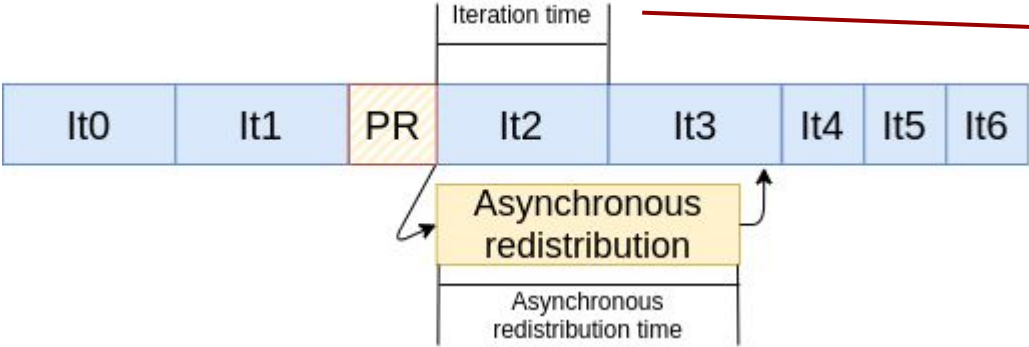 Iteration time
It0 It1 PR It2 It3 It4 It5 It6
Asynchronous
redistribution
Asynchronous
redistribution time